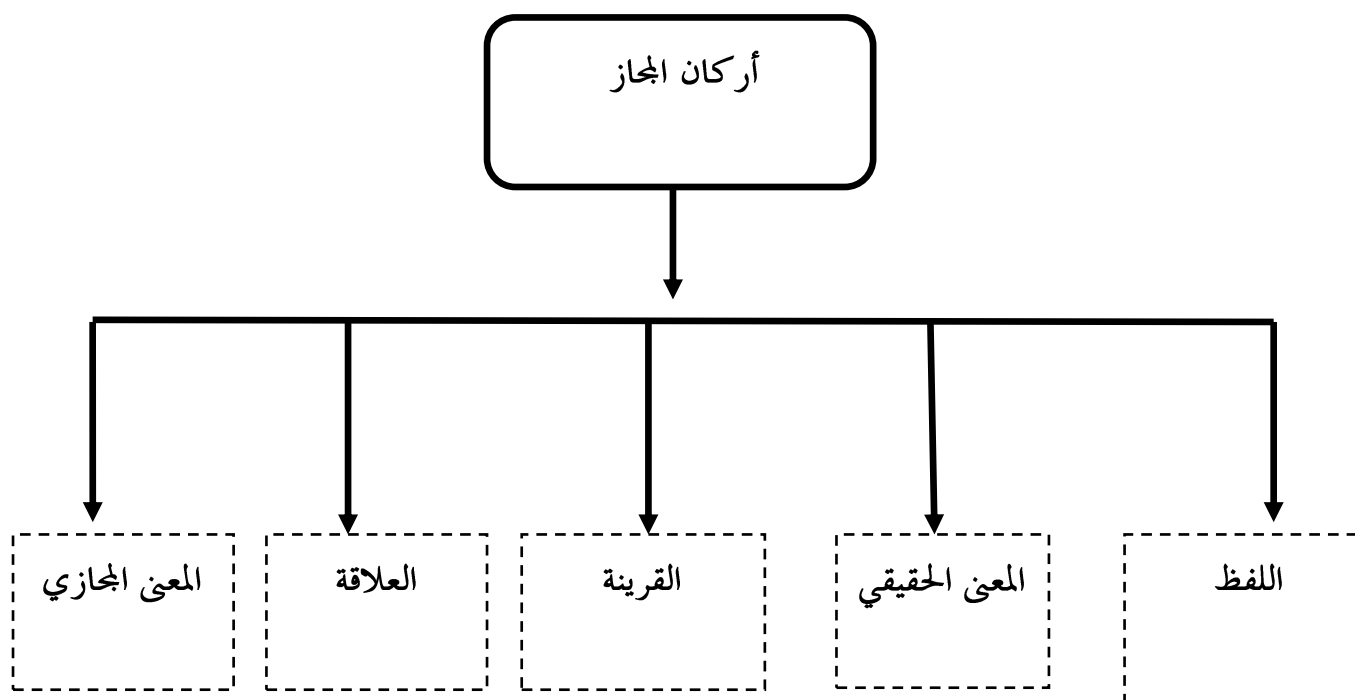 أركان المجاز
اللفظ
المعنى الحقيقي
القرينة
العلاقة
المعنى المجازي